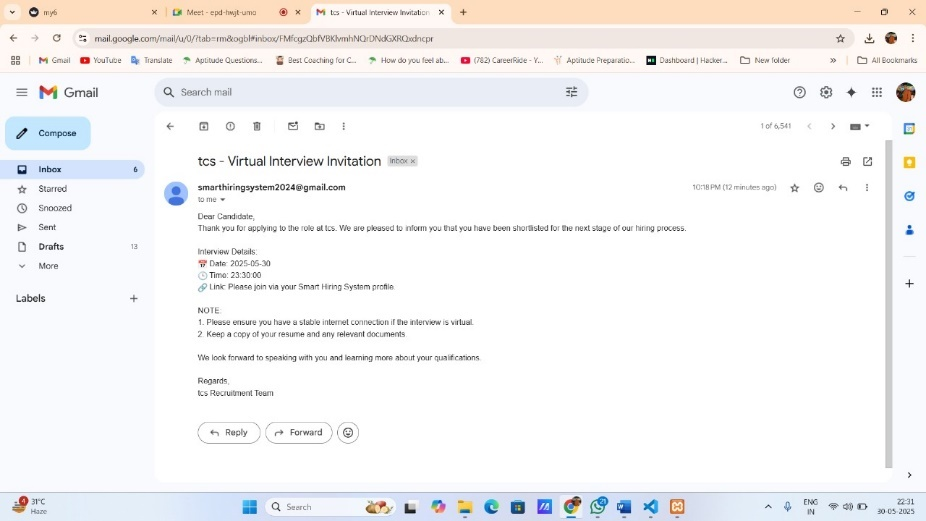 my6
Meet - epd-hwjt-umo
tcs - Virtual Interview Invitation
mail.google.com/mail/u/0/?tab=rm&ogbl#inbox/
Gmail
YouTube
Translate
Aptitude Questions...
Best Coaching for C...
How do you feel ab...
(782) CareerRide - Y...
Aptitude Preparatio...
Dashboard | Hacker...
New folder
All Bookmarks
Gmail
Search mail
Compose
1 of 6,541
Inbox 6
Starred
Snoozed
Sent
Drafts 13
More
Labels
tcs - Virtual Interview Invitation Inbox ×
smarthiringsystem2024@gmail.com
10:18 PM (12 minutes ago)
to me
Dear Candidate,
Thank you for applying to the role at tcs. We are pleased to inform you that you have been shortlisted for the next stage of our hiring process.
Interview Details:
Date: 2025-05-30
Time: 23:30:00
Link: Please join via your Smart Hiring System profile.
NOTE:
1. Please ensure you have a stable internet connection if the interview is virtual.
2. Keep a copy of your resume and any relevant documents.
We look forward to speaking with you and learning more about your qualifications.
Regards,
tcs Recruitment Team
Reply
Forward
4
31°C
Haze
Search
21
ENG
IN
22:31
30-05-2025